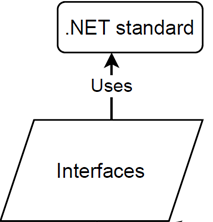 .NET standard
Uses
Interfaces